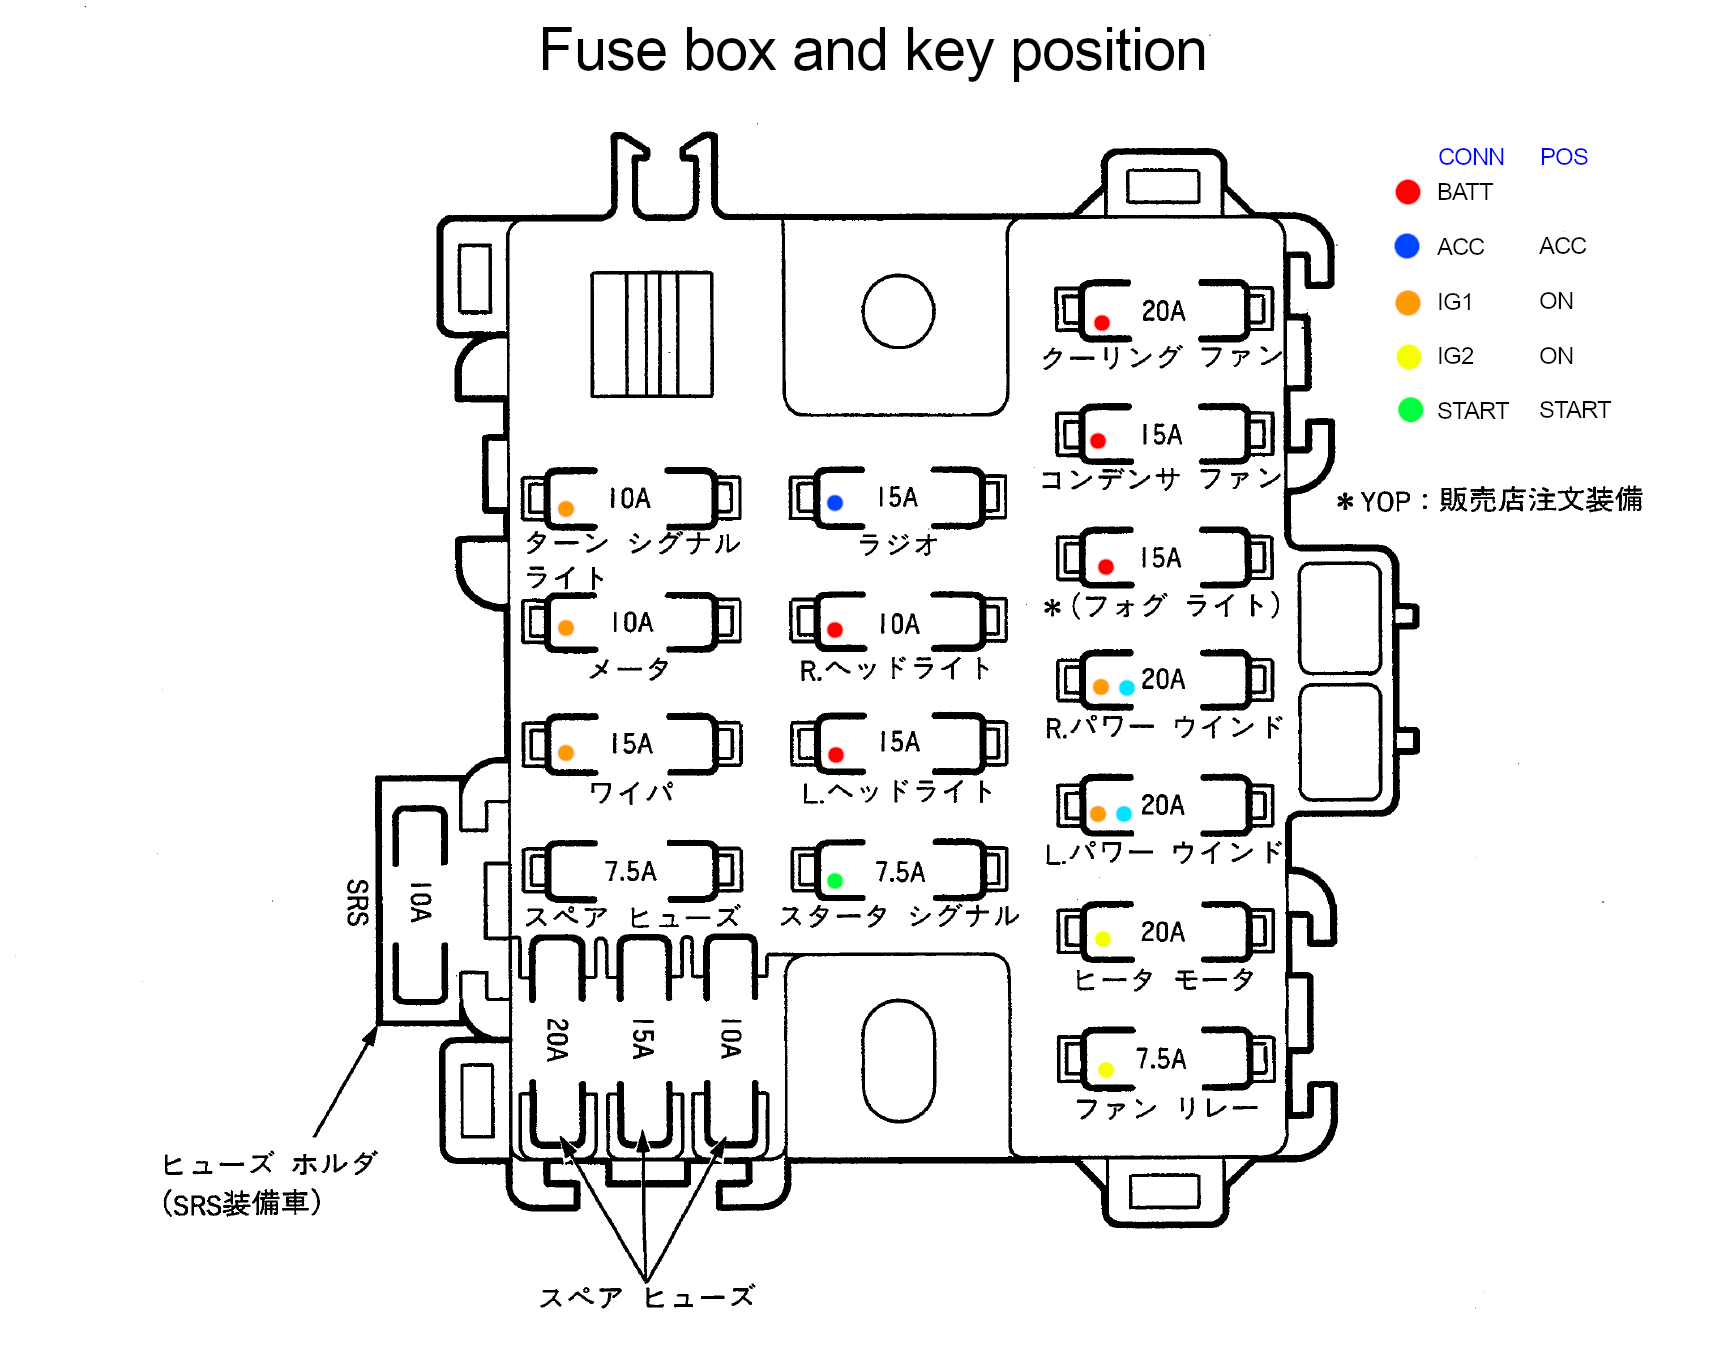 Fuse box and key position
CONN POS
BATT
ACC ACC
IG1 ON
IG2 ON
START START
*YOP：販売店注文装備
10A
ターン シグナル
ライト
10A
メータ
15A
ワイパ
7.5A
スペア ヒューズ
15A
ラジオ
10A
R.ヘッドライト
15A
L.ヘッドライト
7.5A
スタータ シグナル
20A
クーリング ファン
15A
コンデンサ ファン
15A
*(フォグ ライト)
20A
R.パワー ウインド
20A
L.パワー ウインド
20A
ヒータ モータ
7.5A
ファン リレー
SRS
10A
20A
15A
10A
ヒューズ ホルダ
(SRS装備車)
スペア ヒューズ